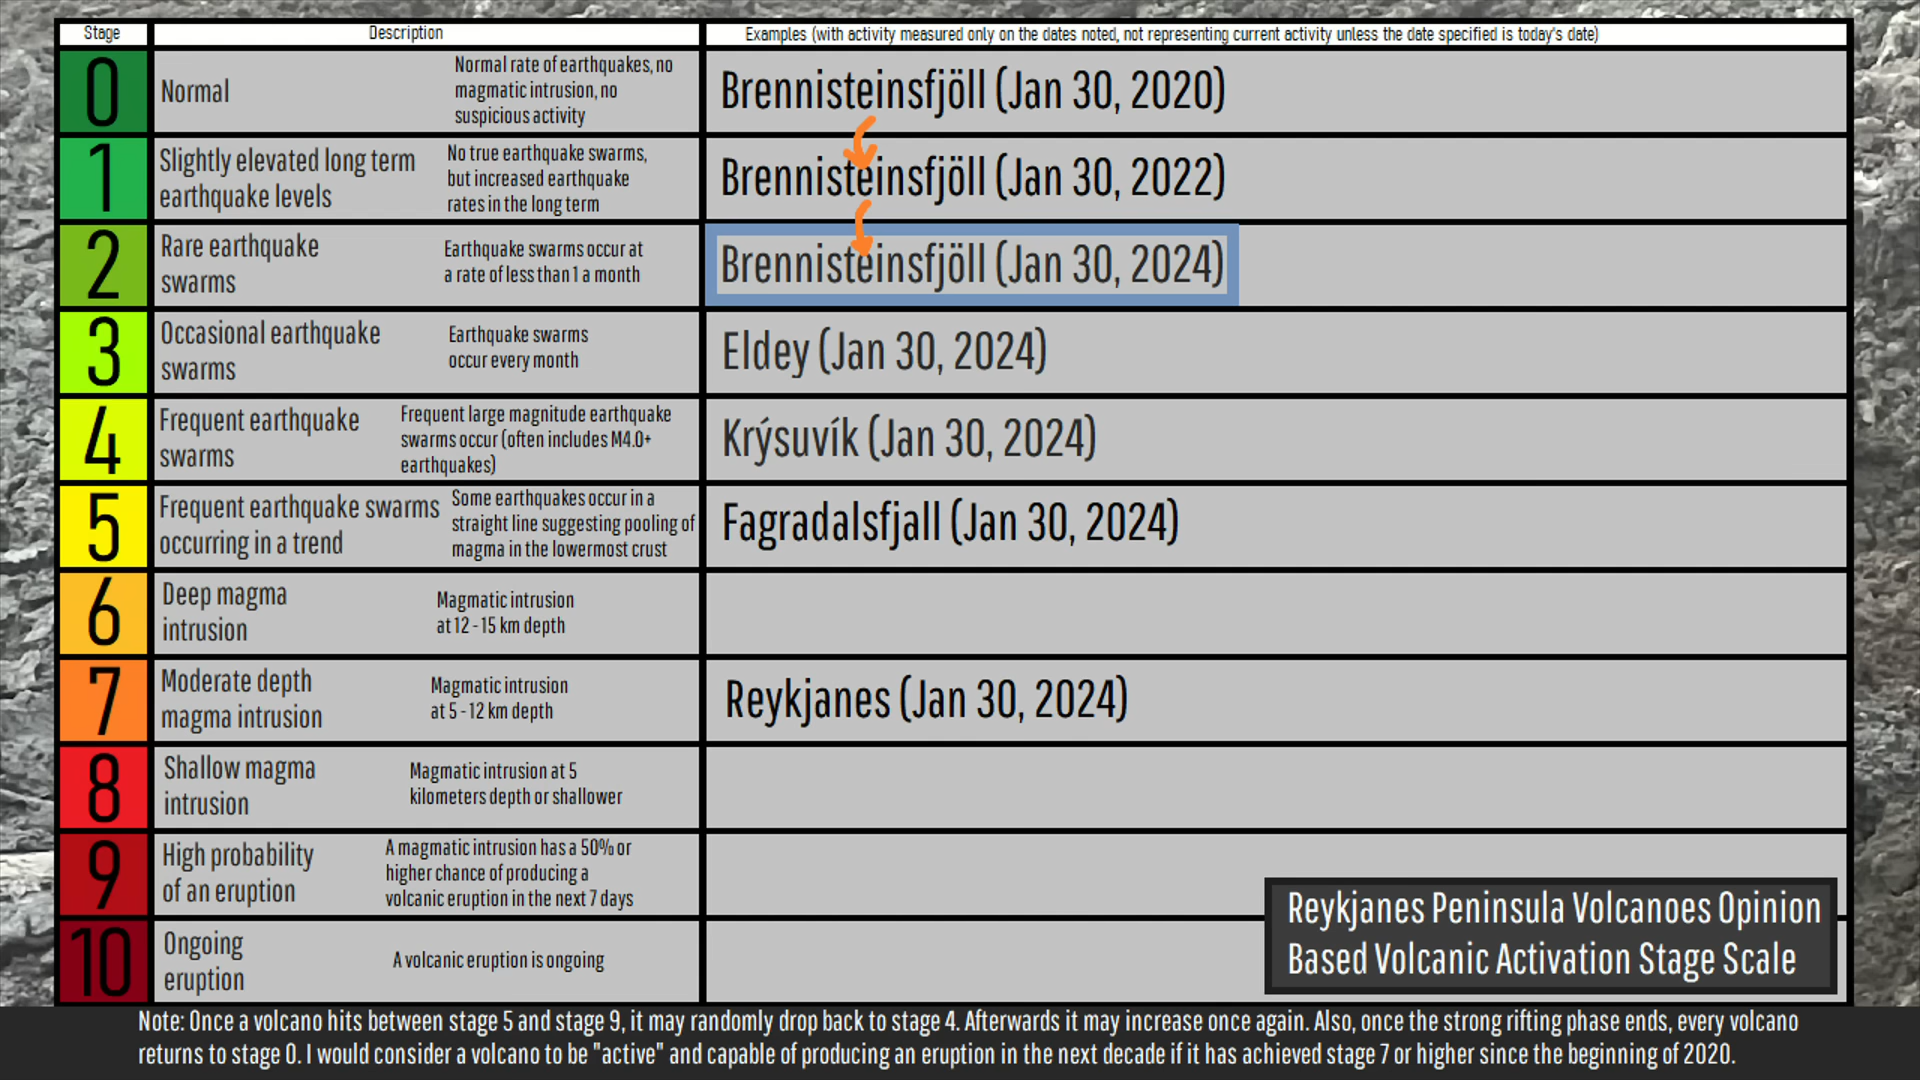 Stage Description Examples (with activity measured only on the dates noted, not representing current activity unless the date specified is today's date)
0
Normal
Normal rate of earthquakes, no
magmatic intrusion, no
suspicious activity
Brennisteinsfjöll (Jan 30, 2020)
1
Slightly elevated long term
earthquake levels
No true earthquake swarms,
but increased earthquake
rates in the long term
Brennisteinsfjöll (Jan 30, 2022)
2
Rare earthquake
swarms
Earthquake swarms occur at
a rate of less than 1 a month
Brennisteinsfjöll (Jan 30, 2024)
3
Occasional earthquake
swarms
Earthquake swarms
occur every month
Eldey (Jan 30, 2024)
4
Frequent earthquake
swarms
Frequent large magnitude earthquake
swarms occur (often includes M4.0+
earthquakes)
Krýsuvík (Jan 30, 2024)
5
Frequent earthquake swarms
occurring in a trend
Some earthquakes occur in a
straight line suggesting pooling of
magma in the lowermost crust
Fagradalsfjall (Jan 30, 2024)
6
Deep magma
intrusion
Magmatic intrusion
at 12 - 15 km depth
7
Moderate depth
magma intrusion
Magmatic intrusion
at 5 - 12 km depth
Reykjanes (Jan 30, 2024)
8
Shallow magma
intrusion
Magmatic intrusion at 5
kilometers depth or shallower
9
High probability
of an eruption
A magmatic intrusion has a 50% or
higher chance of producing a
volcanic eruption in the next 7 days
10
Ongoing
eruption
A volcanic eruption is ongoing
Reykjanes Peninsula Volcanoes Opinion
Based Volcanic Activation Stage Scale
Note: Once a volcano hits between stage 5 and stage 9, it may randomly drop back to stage 4. Afterwards it may increase once again. Also, once the strong rifting phase ends, every volcano
returns to stage 0. I would consider a volcano to be "active" and capable of producing an eruption in the next decade if it has achieved stage 7 or higher since the beginning of 2020.